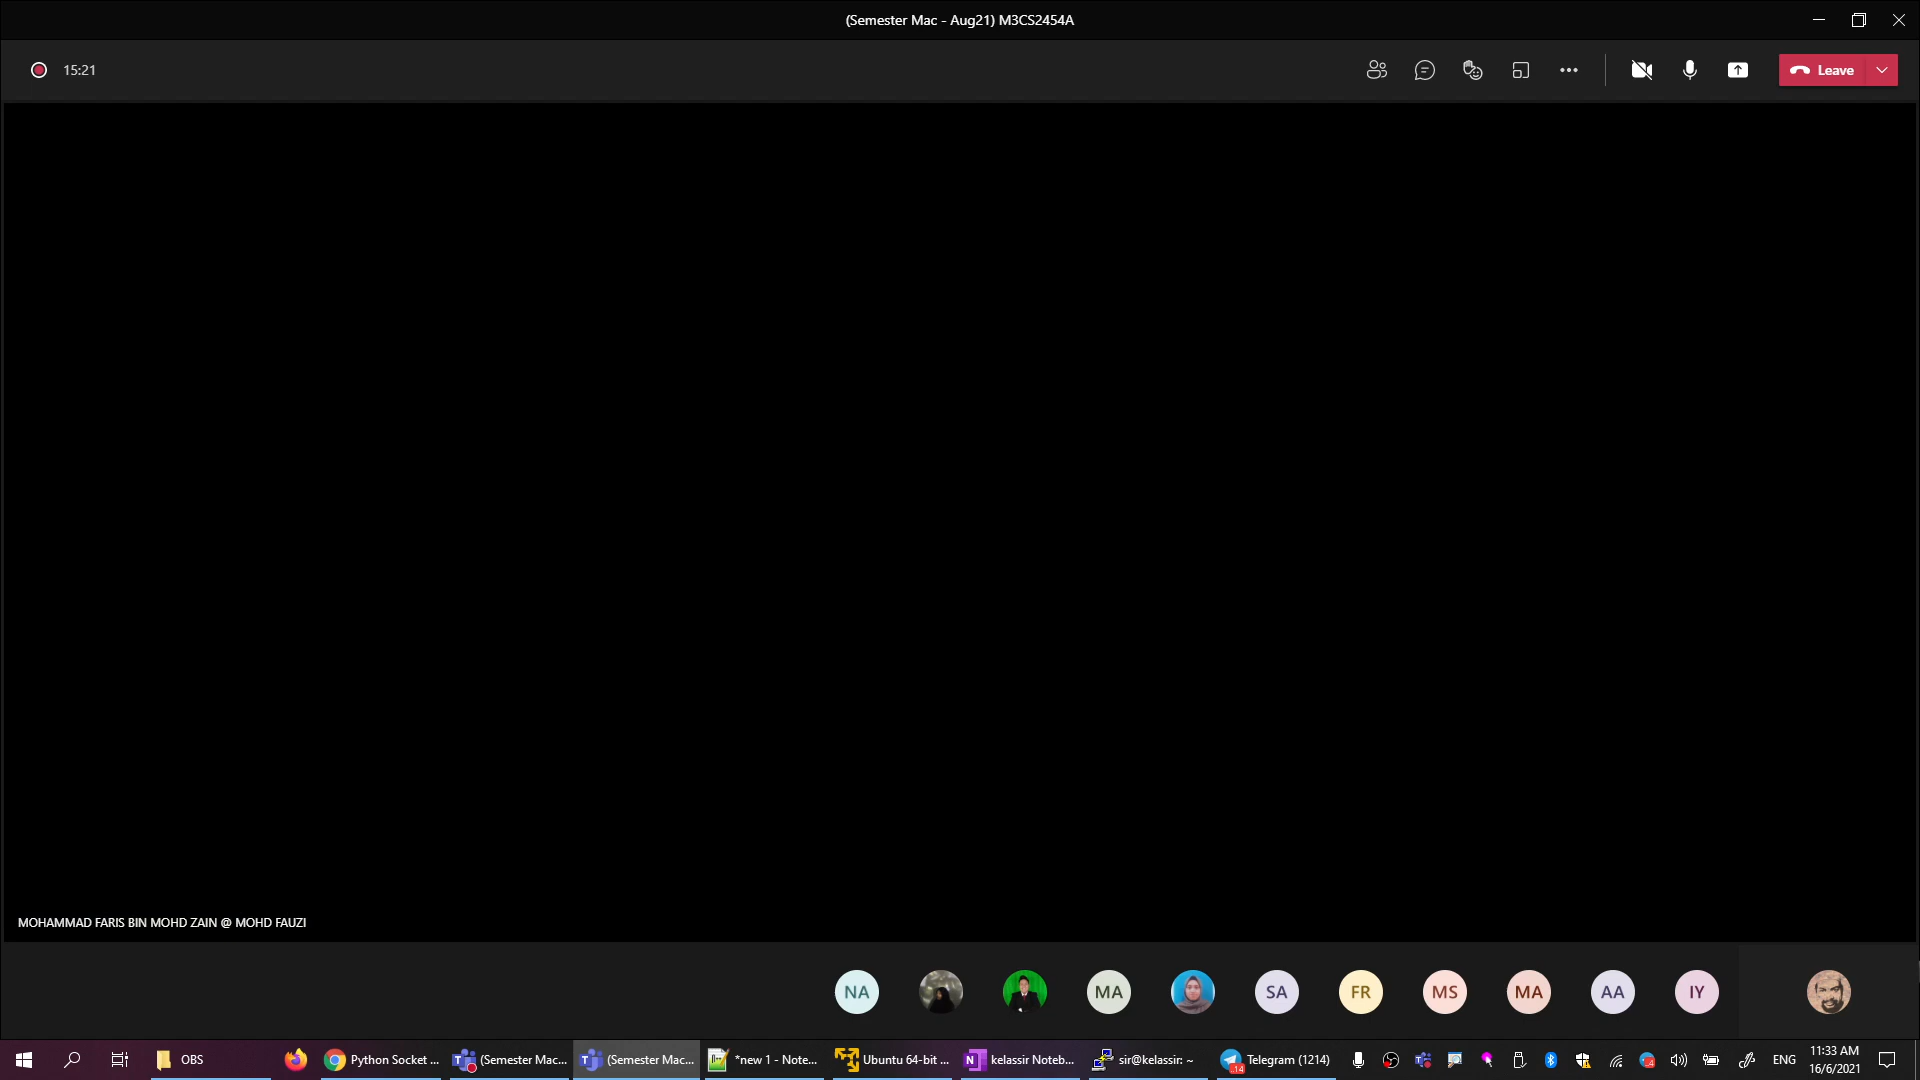 (Semester Mac - Aug21) M3CS2454A
15:21
Leave
MOHAMMAD FARIS BIN MOHD ZAIN @ MOHD FAUZI
NA MA SA FR MS MA AA IY
OBS Python Socket ... (Semester Mac... (Semester Mac... *new 1 - Note... Ubuntu 64-bit ... kelassir Noteb... sir@kelassir: ~ Telegram (1214) ENG 11:33 AM
16/6/2021